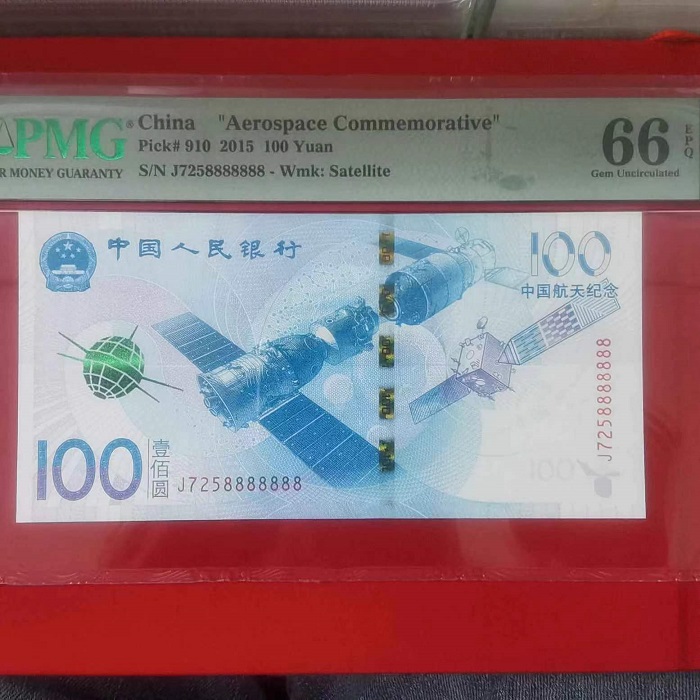 PMG® China "Aerospace Commemorative"
Pick# 910 2015 100 Yuan
MONEY GUARANTY S/N J7258888888 - Wmk: Satellite
66 EPQ
Gem Uncirculated
中国人民银行
100
中国航天纪念
J7258888888
100 壹佰圆 J7258888888
100